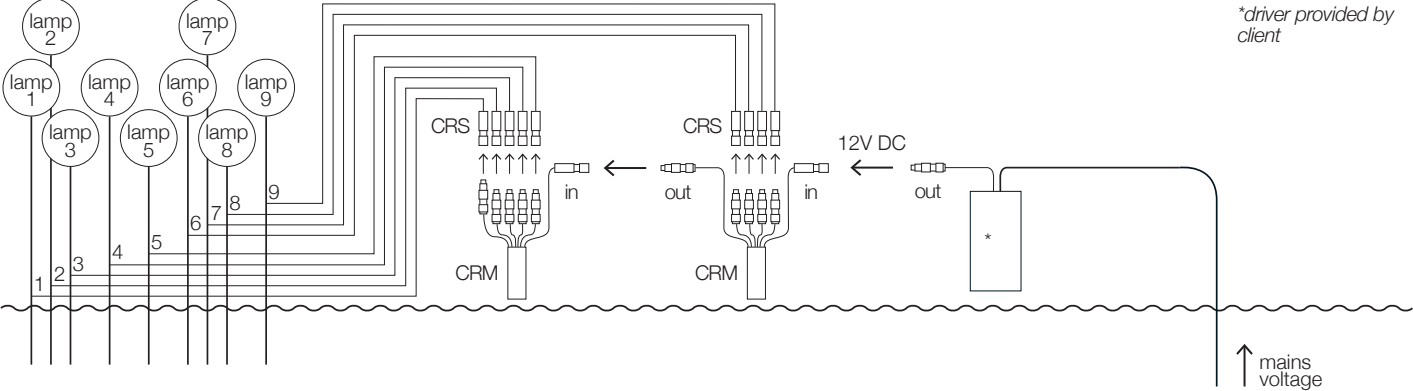 *driver provided by
client
lamp
2
lamp
7
lamp
1
lamp
4
lamp
6
lamp
9
lamp
3
lamp
5
lamp
8
CRS
CRS
12V DC
in
out
in
out
1
2
3
4
5
6
7
8
9
*
CRM
CRM
mains
voltage